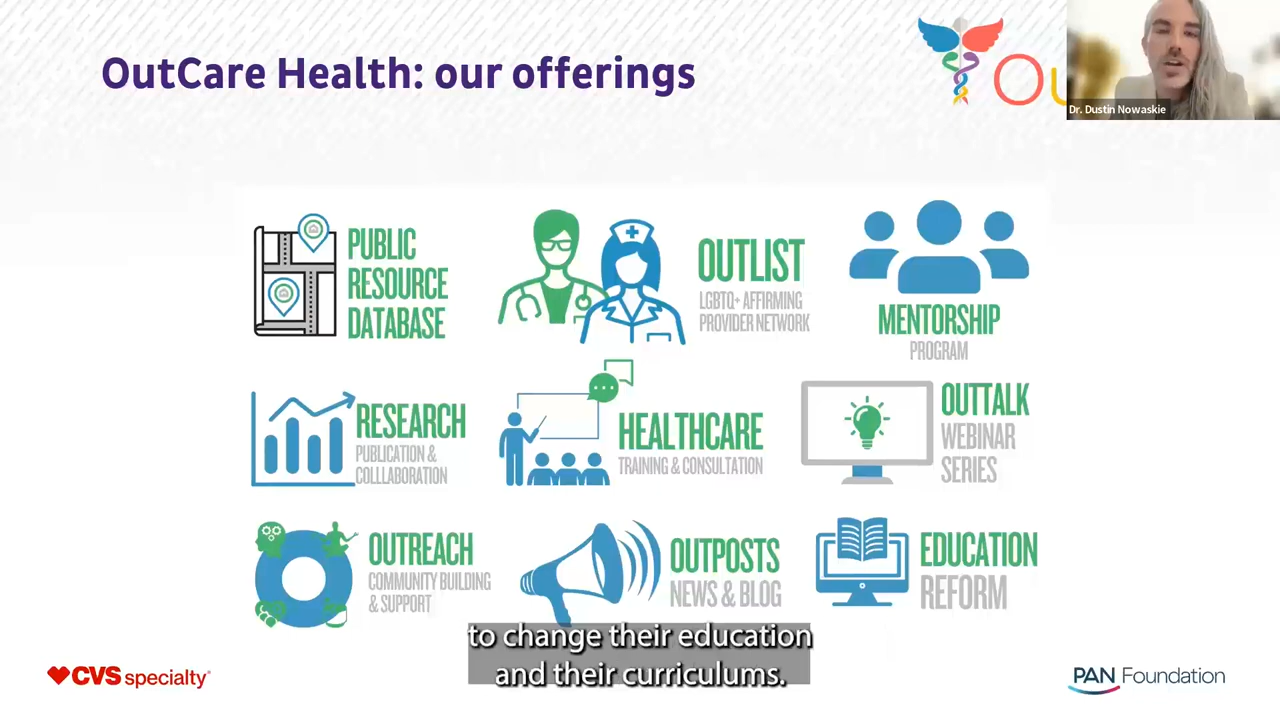 OutCare Health: our offerings
Ou
Dr. Dustin Nowaskie
PUBLIC
RESOURCE
DATABASE
OUTLIST
LGBTQ+ AFFIRMING
PROVIDER NETWORK
MENTORSHIP
PROGRAM
RESEARCH
PUBLICATION &
COLLLABORATION
HEALTHCARE
TRAINING & CONSULTATION
OUTTALK
WEBINAR
SERIES
OUTREACH
COMMUNITY BUILDING
& SUPPORT
OUTPOSTS
NEWS & BLOG
EDUCATION
REFORM
to change their education
and their curriculums.
CVS specialty®
PAN Foundation